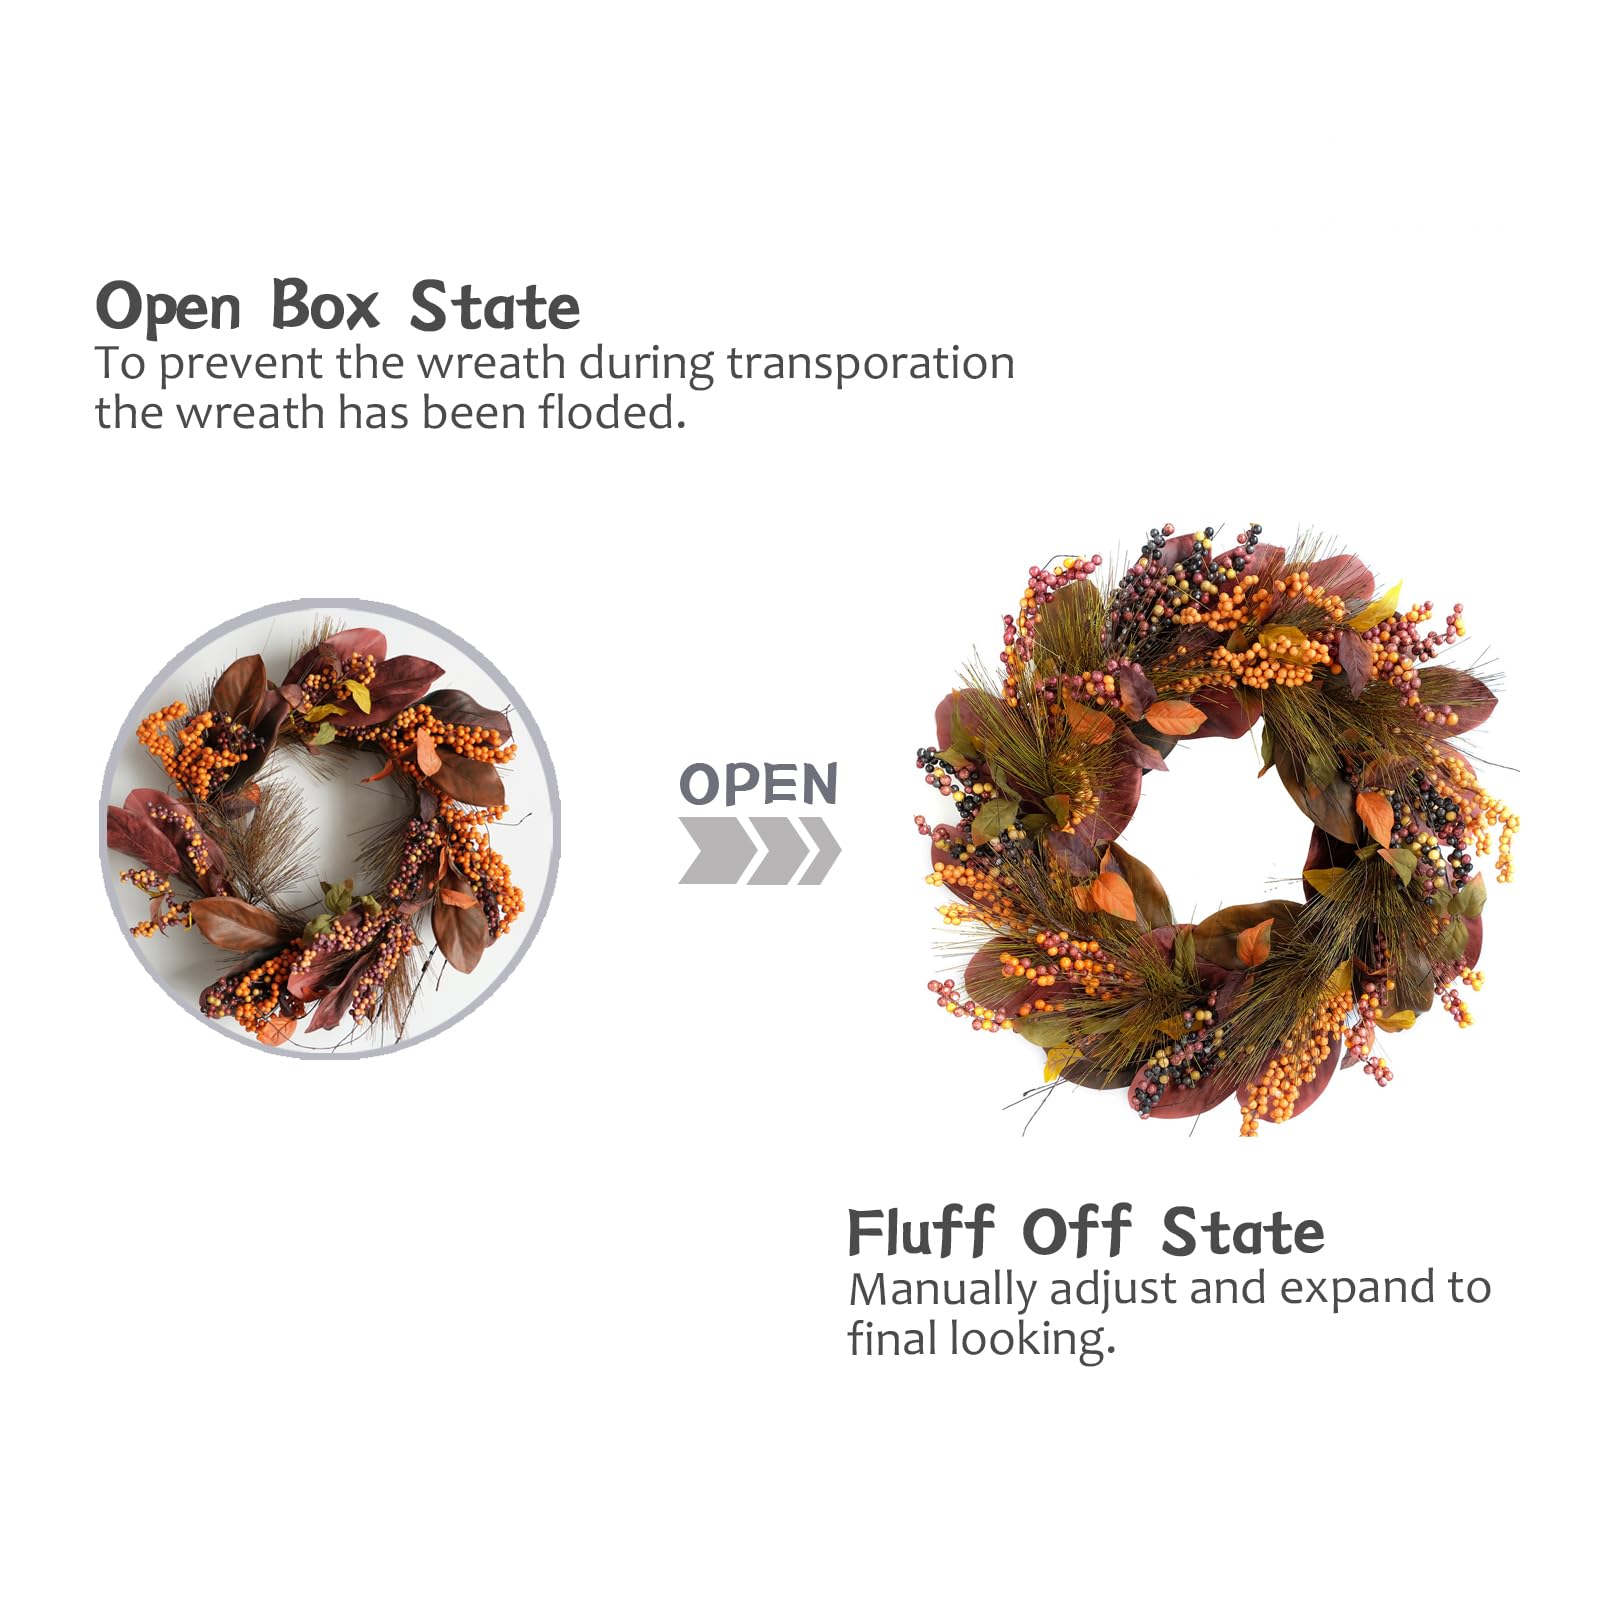 Open Box State
To prevent the wreath during transporation
the wreath has been floded.
OPEN
Fluff Off State
Manually adjust and expand to
final looking.